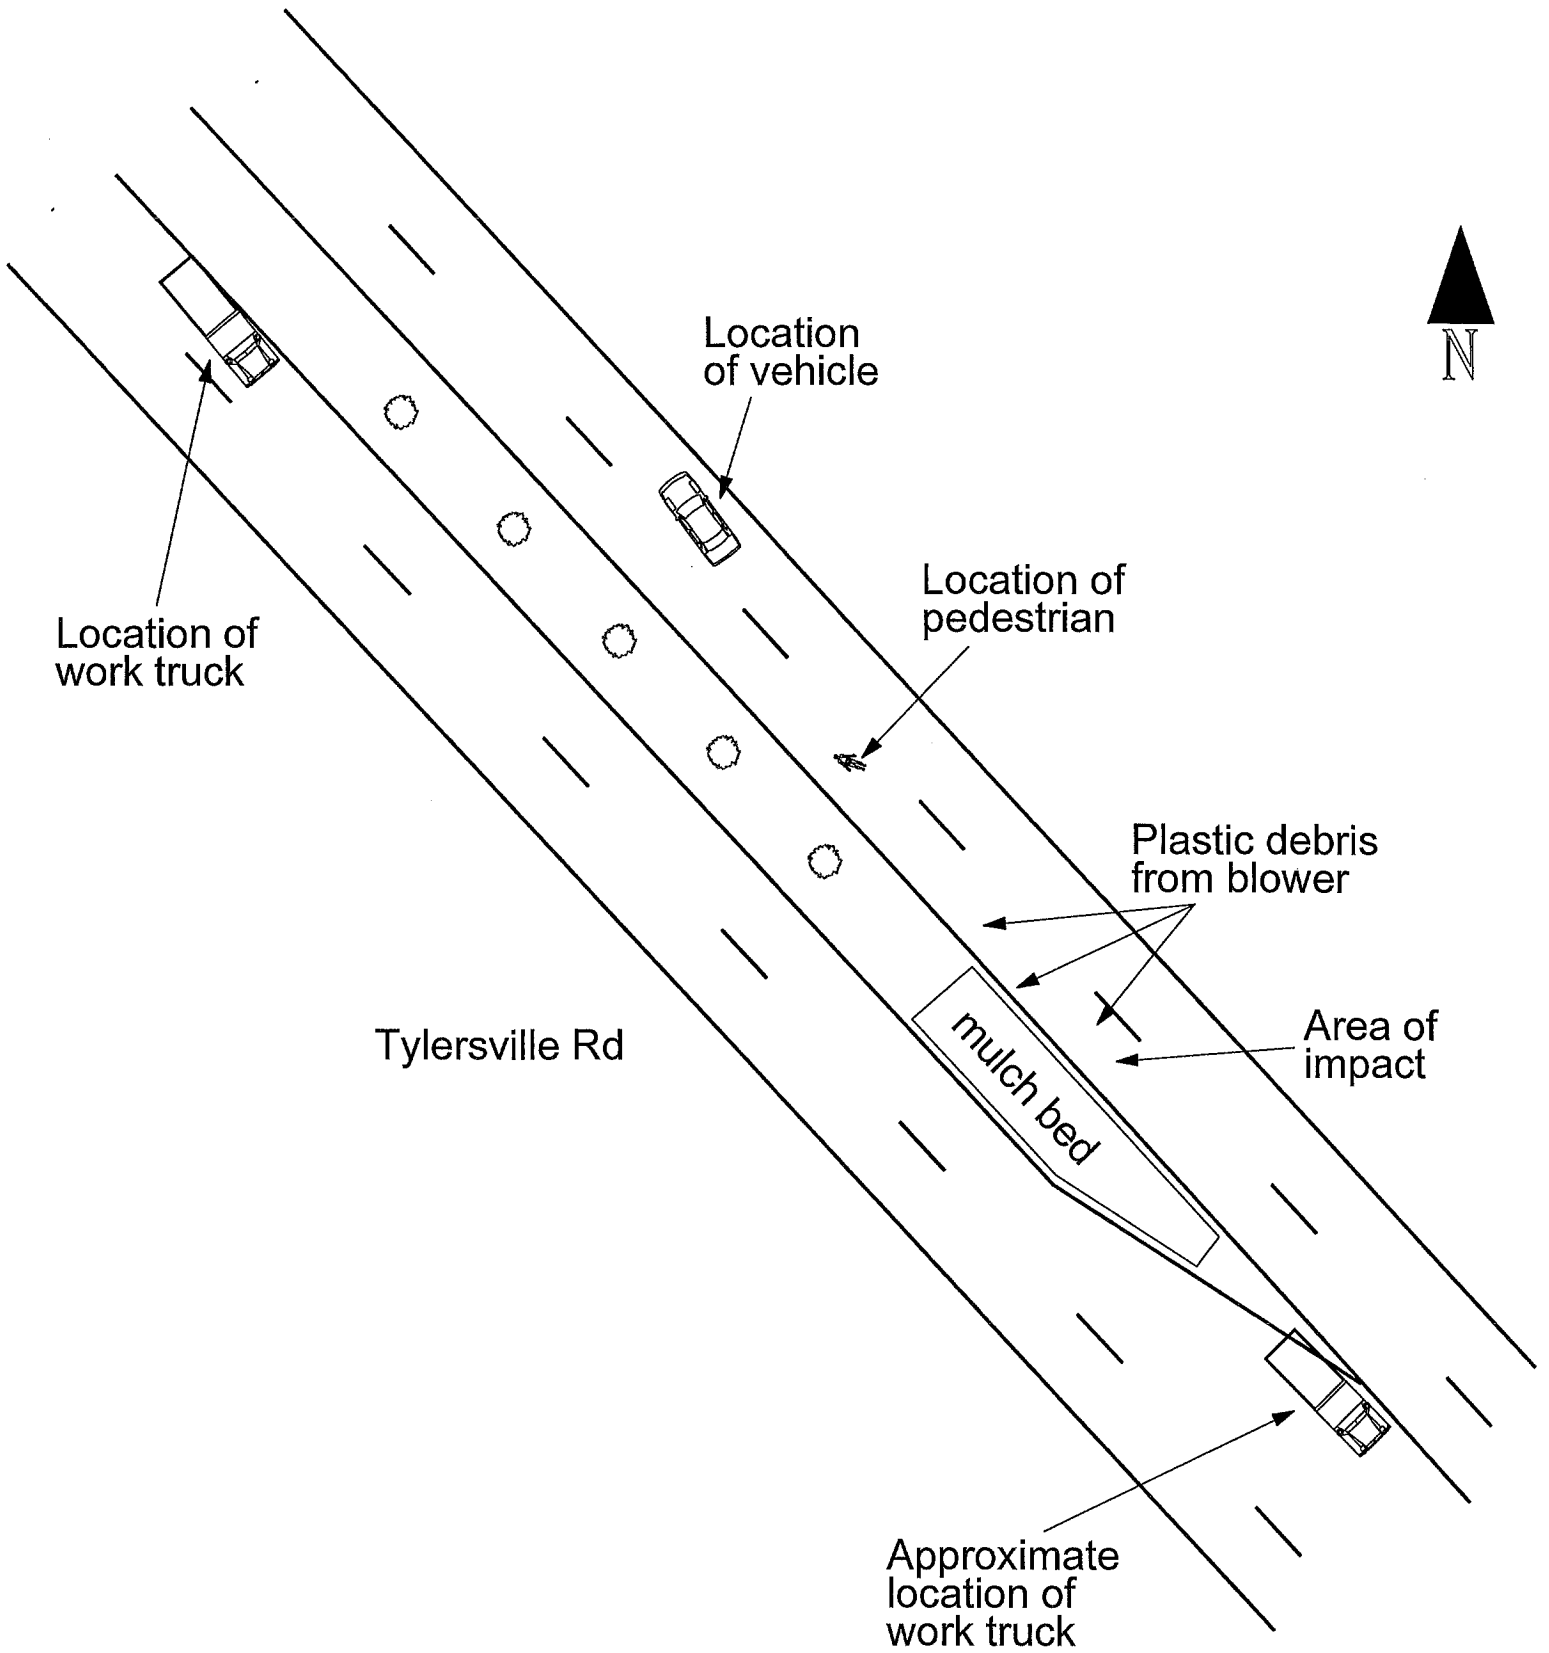 Location
of vehicle
N
Location of
pedestrian
Location of
work truck
Plastic debris
from blower
Area of
impact
Tylersville Rd
mulch bed
Approximate
location of
work truck